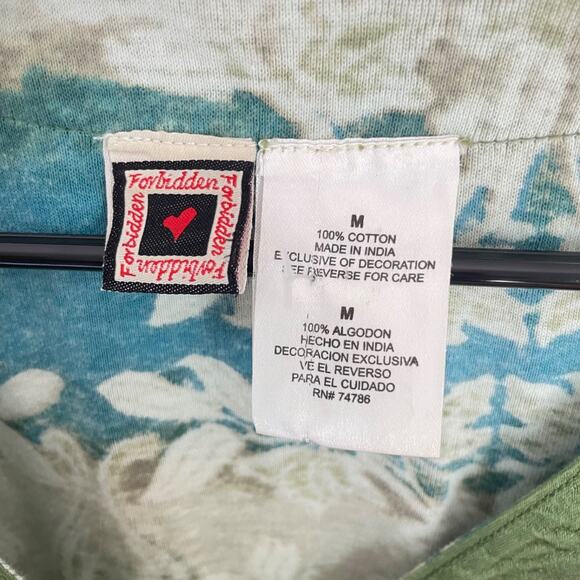 Forbidden
Forbidden
Forbidden
Forbidden
M
100% COTTON
MADE IN INDIA
EXCLUSIVE OF DECORATION
SEE REVERSE FOR CARE
M
100% ALGODON
HECHO EN INDIA
DECORACION EXCLUSIVA
VE EL REVERSO
PARA EL CUIDADO
RN# 74786